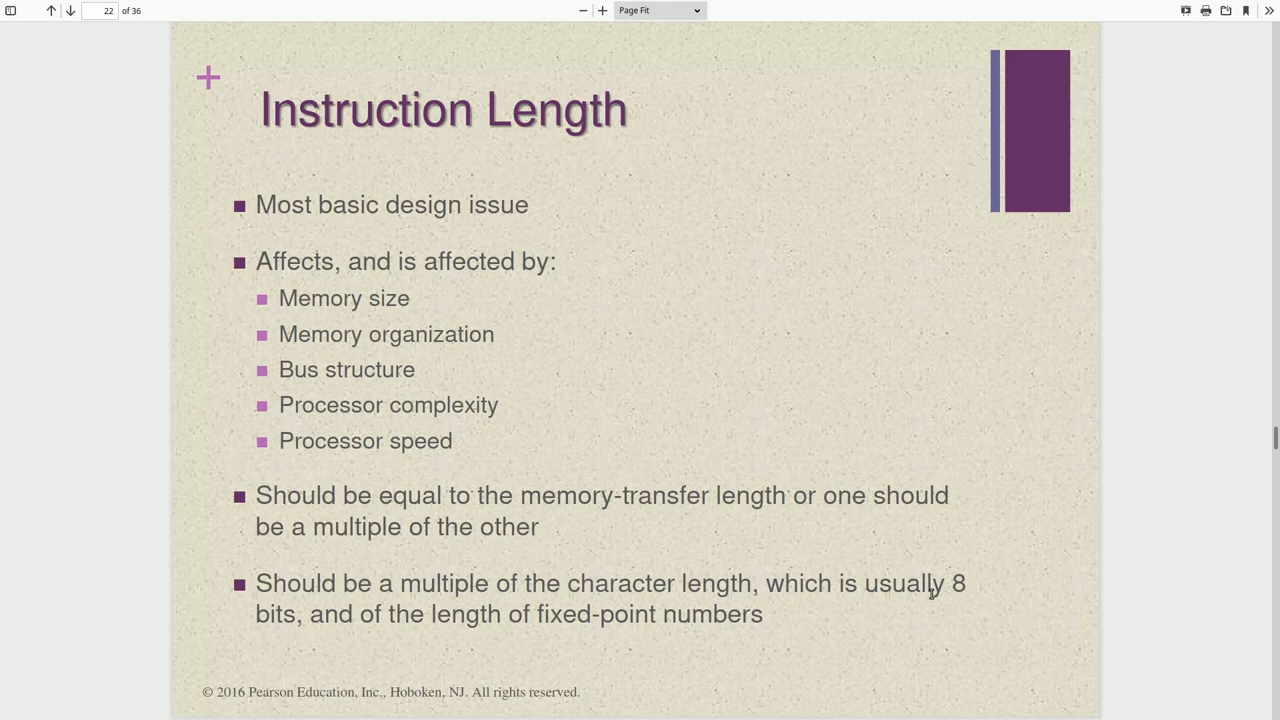 22 of 36
Page Fit
+
Instruction Length
Most basic design issue
Affects, and is affected by:
Memory size
Memory organization
Bus structure
Processor complexity
Processor speed
Should be equal to the memory-transfer length or one should
be a multiple of the other
Should be a multiple of the character length, which is usually 8
bits, and of the length of fixed-point numbers
© 2016 Pearson Education, Inc., Hoboken, NJ. All rights reserved.